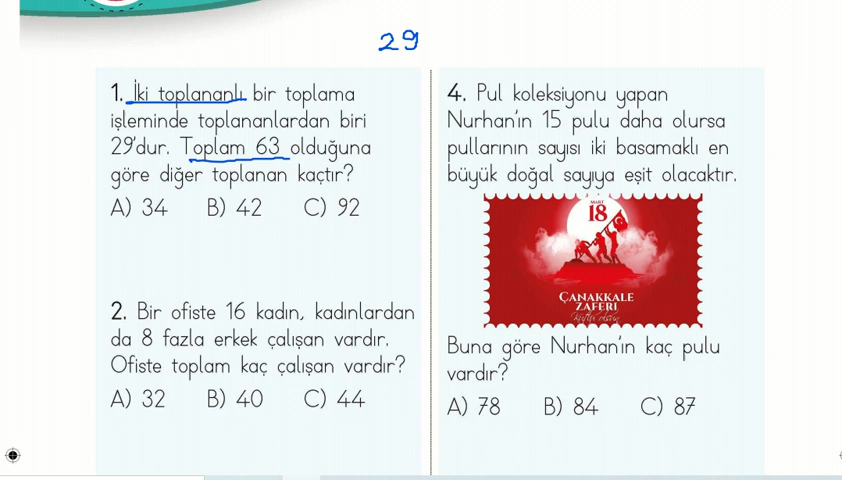 29
1. İki toplananlı bir toplama
işleminde toplananlardan biri
29'dur. Toplam 63 olduğuna
göre diğer toplanan kaçtır?
A) 34 B) 42 C) 92
2. Bir ofiste 16 kadın, kadınlardan
da 8 fazla erkek çalışan vardır.
Ofiste toplam kaç çalışan vardır?
A) 32 B) 40 C) 44
4. Pul koleksiyonu yapan
Nurhan'ın 15 pulu daha olursa
pullarının sayısı iki basamaklı en
büyük doğal sayıya eşit olacaktır.
MART
18
ÇANAKKALE
ZAFERİ
Kutlu olsun
Buna göre Nurhan'ın kaç pulu
vardır?
A) 78 B) 84 C) 87